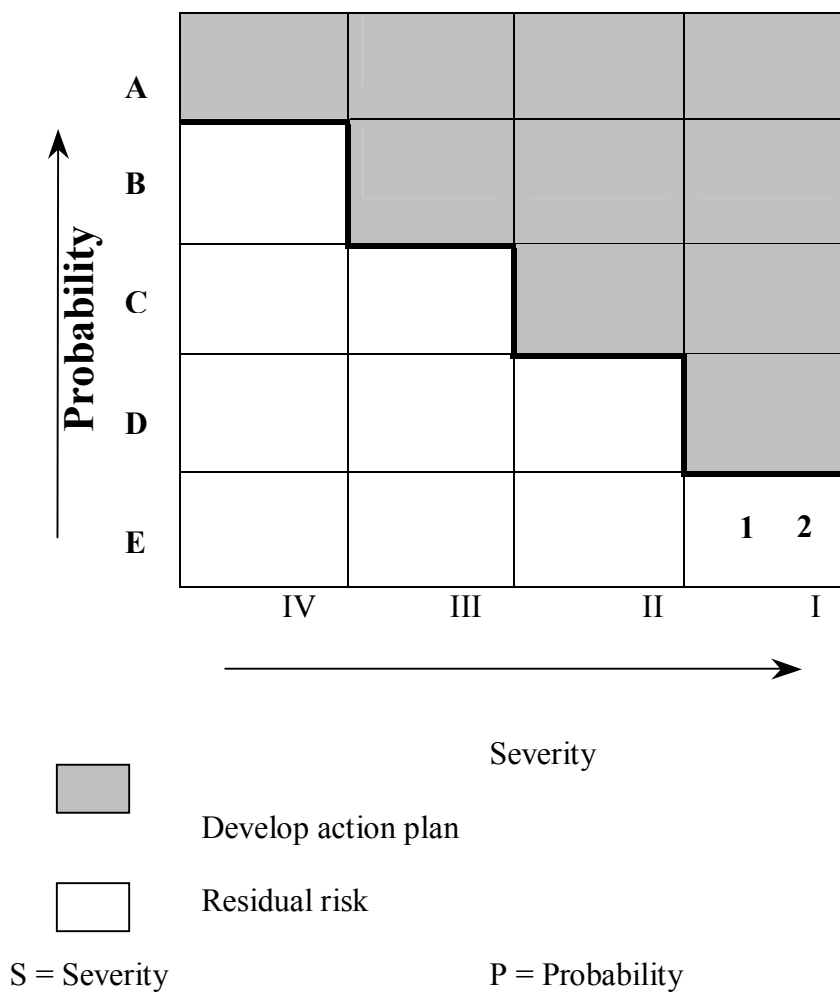 A
B
Probability
C
D
E
1 2
IV III II I
Severity
Develop action plan
Residual risk
S = Severity P = Probability